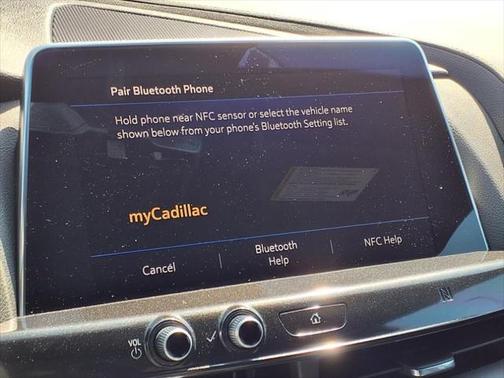 Pair Bluetooth Phone
Hold phone near NFC sensor or select the vehicle name
shown below from your phone's Bluetooth Setting list.
myCadillac
Cancel
Bluetooth
Help
NFC Help
VOL